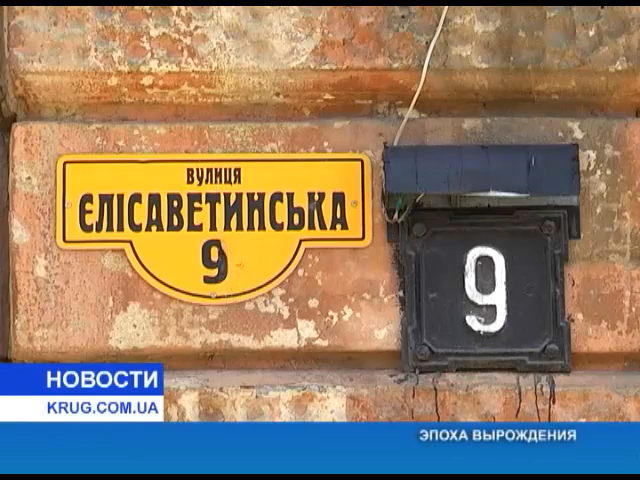 ВУЛИЦЯ
ЄЛІСАВЕТИНСЬКА
9
9
НОВОСТИ
KRUG.COM.UA
ЭПОХА ВЫРОЖДЕНИЯ